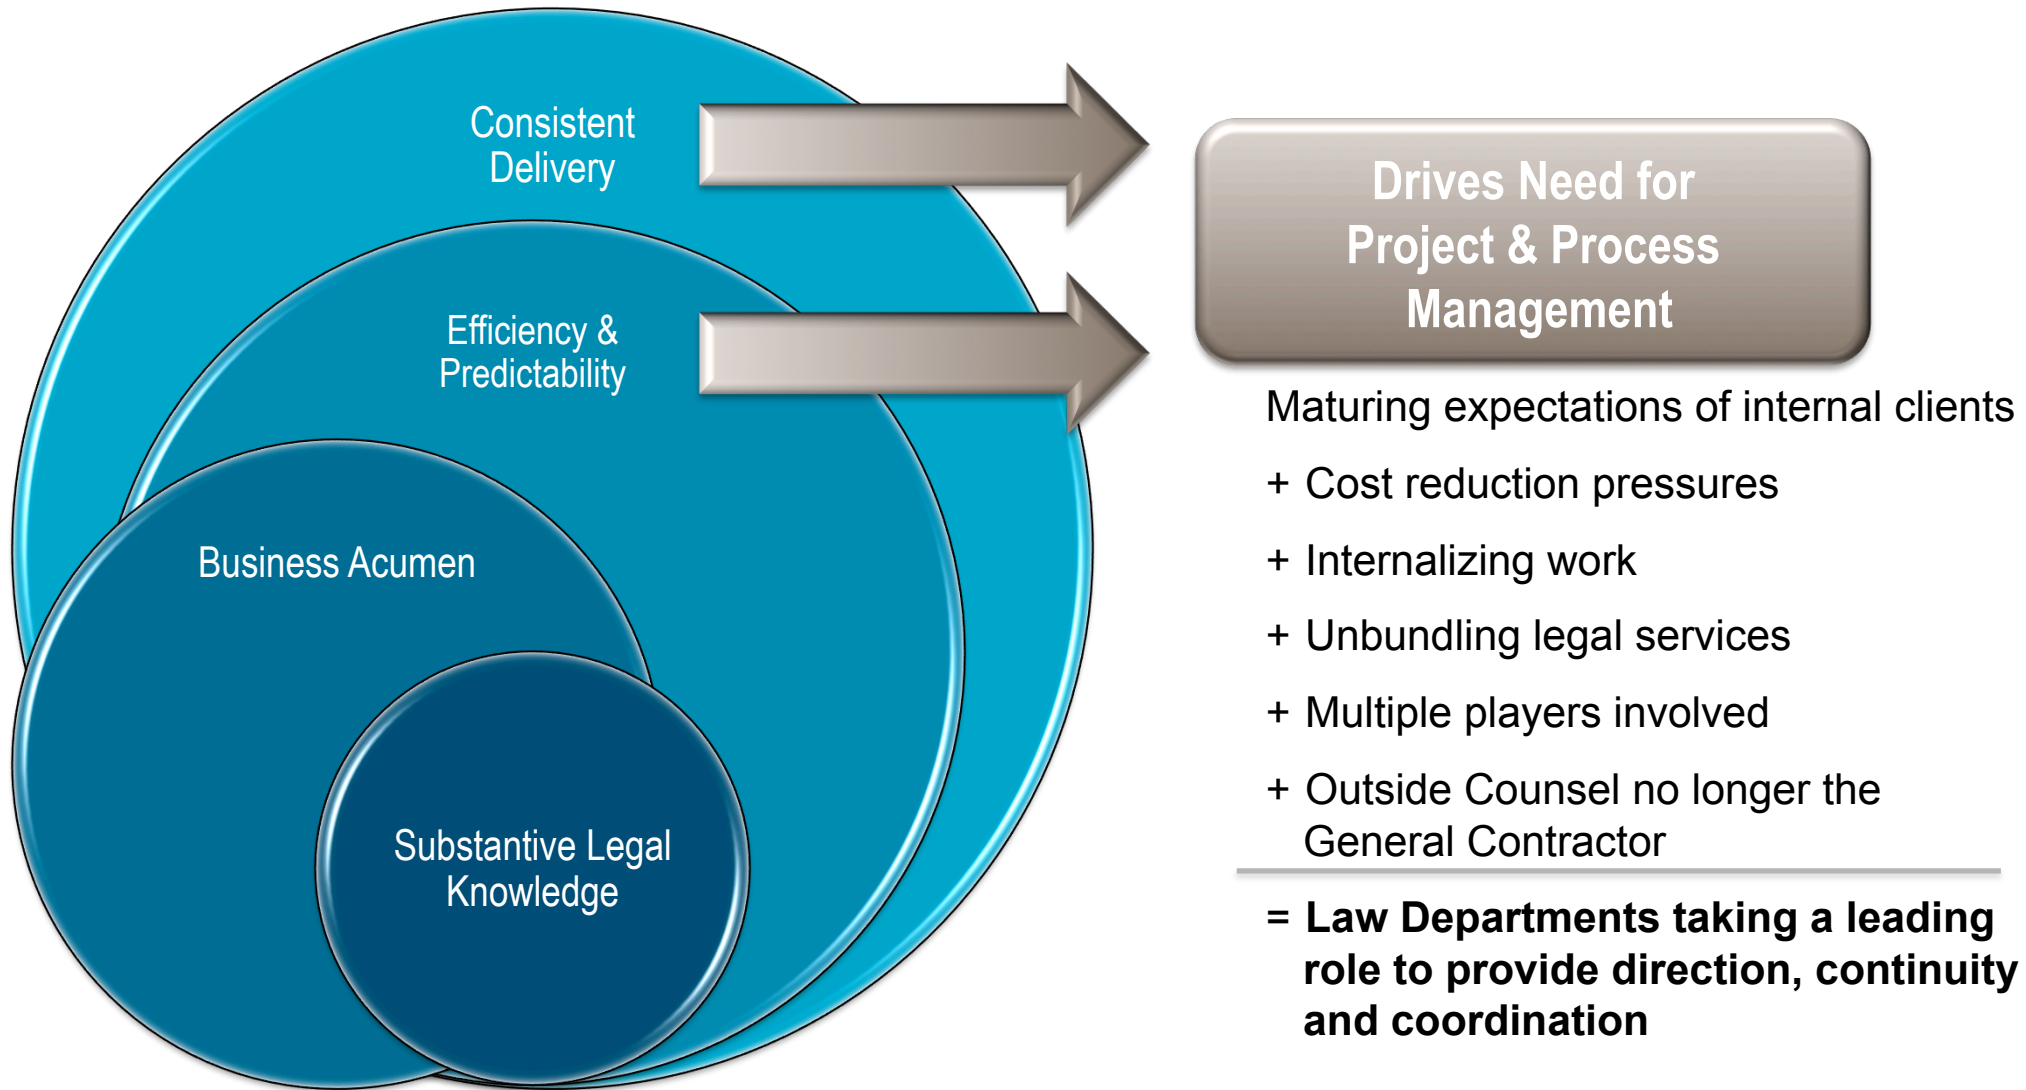 Consistent
Delivery
Efficiency &
Predictability
Business Acumen
Substantive Legal
Knowledge
Drives Need for
Project & Process
Management
Maturing expectations of internal clients
+ Cost reduction pressures
+ Internalizing work
+ Unbundling legal services
+ Multiple players involved
+ Outside Counsel no longer the
General Contractor
= Law Departments taking a leading
role to provide direction, continuity
and coordination